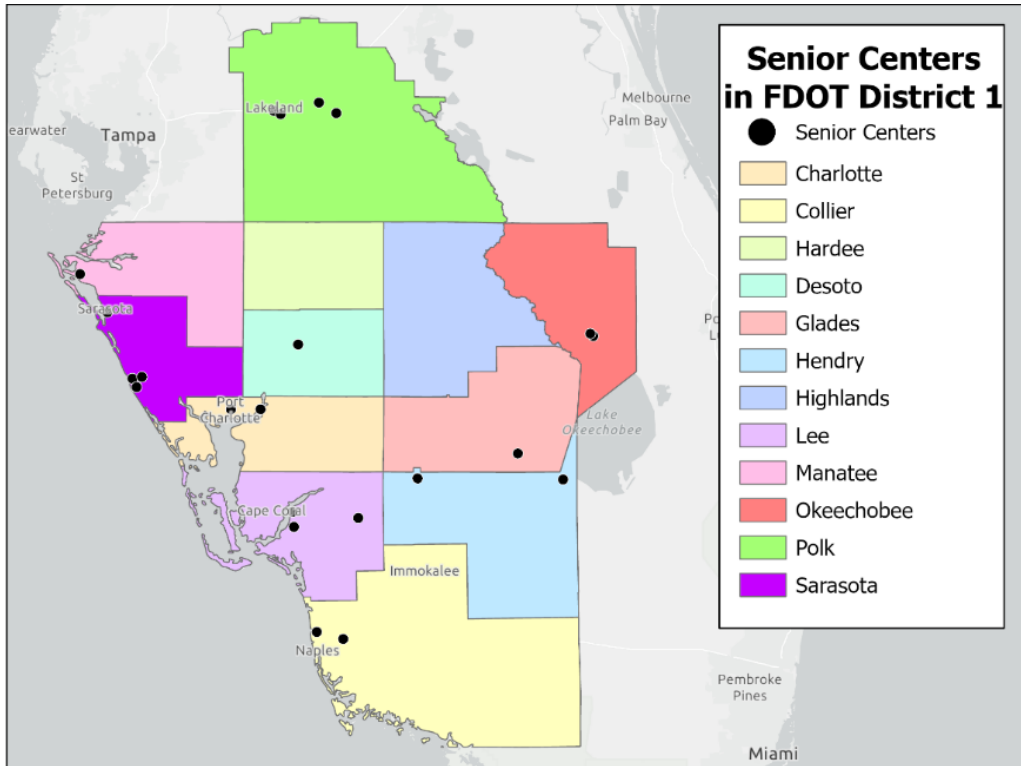 Senior Centers
in FDOT District 1
Senior Centers
Charlotte
Collier
Hardee
Desoto
Glades
Hendry
Highlands
Lee
Manatee
Okeechobee
Polk
Sarasota
Melbourne
Palm Bay
Lakeland
earwater
Tampa
St
Petersburg
Sarasota
Port
Charlotte
Lake
Okeechobee
Po
Cape Coral
Immokalee
Naples
Pembroke
Pines
Miami